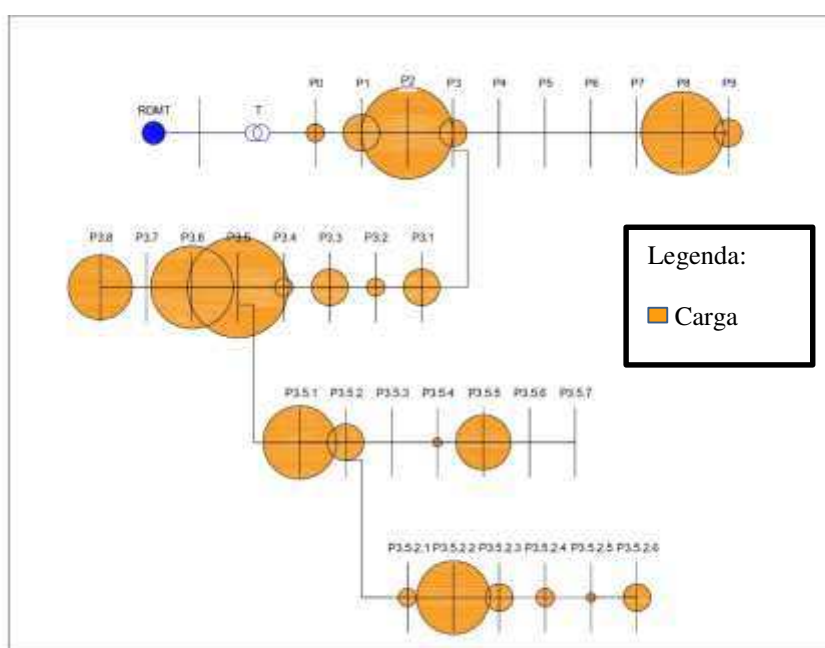 P0 P1 P2 P3 P4 P5 P6 P7 P8 P9
RDMT T
P3.8 P3.7 P3.6 P3.5 P3.4 P3.3 P3.2 P3.1
Legenda:
Carga
P3.5.1 P3.5.2 P3.5.3 P3.5.4 P3.5.5 P3.5.6 P3.5.7
P3.5.2.1 P3.5.2.2 P3.5.2.3 P3.5.2.4 P3.5.2.5 P3.5.2.6